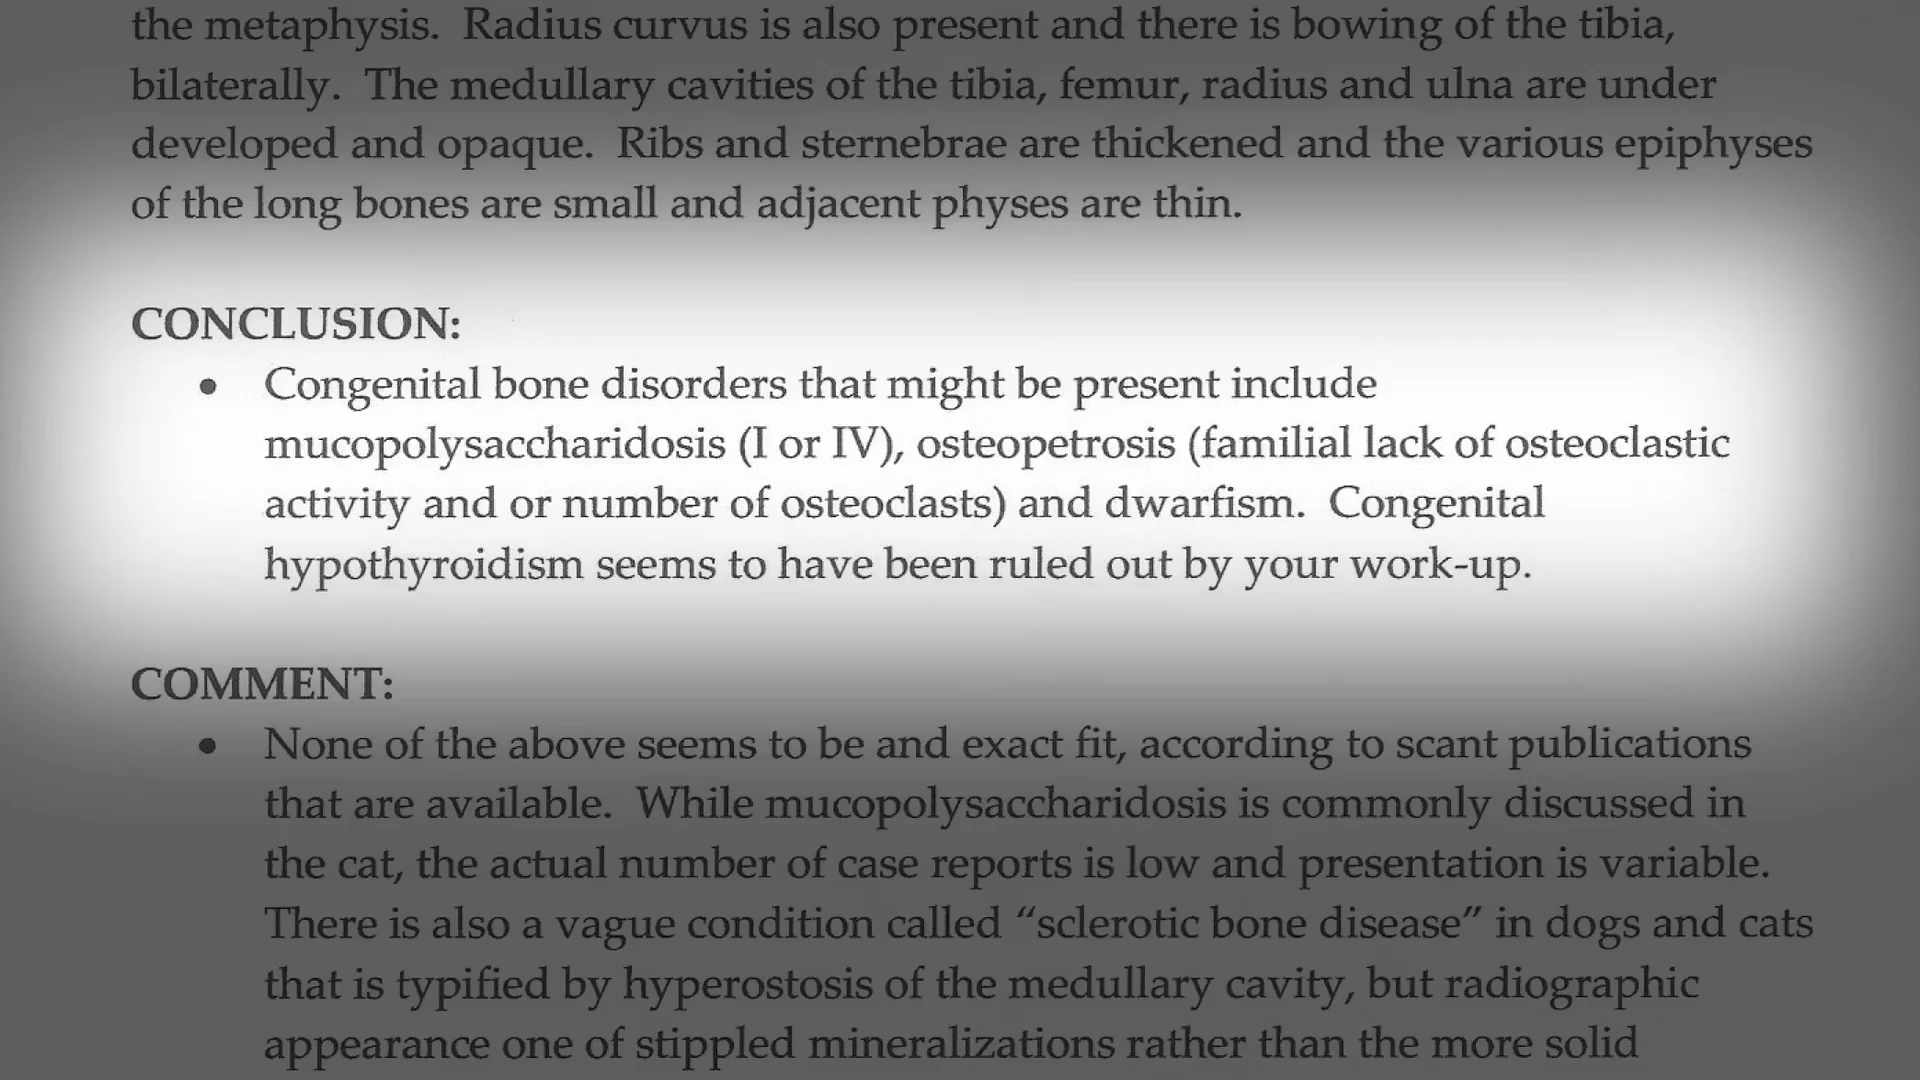 the metaphysis. Radius curvus is also present and there is bowing of the tibia,
bilaterally. The medullary cavities of the tibia, femur, radius and ulna are under
developed and opaque. Ribs and sternebrae are thickened and the various epiphyses
of the long bones are small and adjacent physes are thin.
CONCLUSION:
• Congenital bone disorders that might be present include
mucopolysaccharidosis (I or IV), osteopetrosis (familial lack of osteoclastic
activity and or number of osteoclasts) and dwarfism. Congenital
hypothyroidism seems to have been ruled out by your work-up.
COMMENT:
• None of the above seems to be and exact fit, according to scant publications
that are available. While mucopolysaccharidosis is commonly discussed in
the cat, the actual number of case reports is low and presentation is variable.
There is also a vague condition called “sclerotic bone disease” in dogs and cats
that is typified by hyperostosis of the medullary cavity, but radiographic
appearance one of stippled mineralizations rather than the more solid